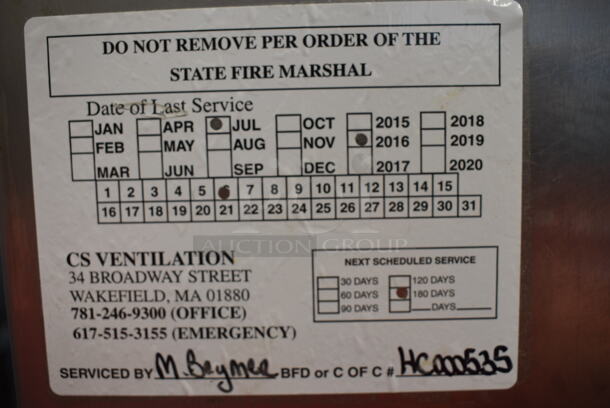 DO NOT REMOVE PER ORDER OF THE
STATE FIRE MARSHAL
Date of Last Service
JAN APR JUL OCT 2015 2018
FEB MAY AUG NOV 2016 2019
MAR JUN SEP DEC 2017 2020
1 2 3 4 5 6 7 8 9 10 11 12 13 14 15
16 17 18 19 20 21 22 23 24 25 26 27 28 29 30 31
AUCTION GROUP
CS VENTILATION
34 BROADWAY STREET
WAKEFIELD, MA 01880
781-246-9300 (OFFICE)
617-515-3155 (EMERGENCY)
NEXT SCHEDULED SERVICE
30 DAYS 120 DAYS
60 DAYS 180 DAYS
90 DAYS ___ DAYS___
SERVICED BY M. Beymer BFD or C OF C # HC000535